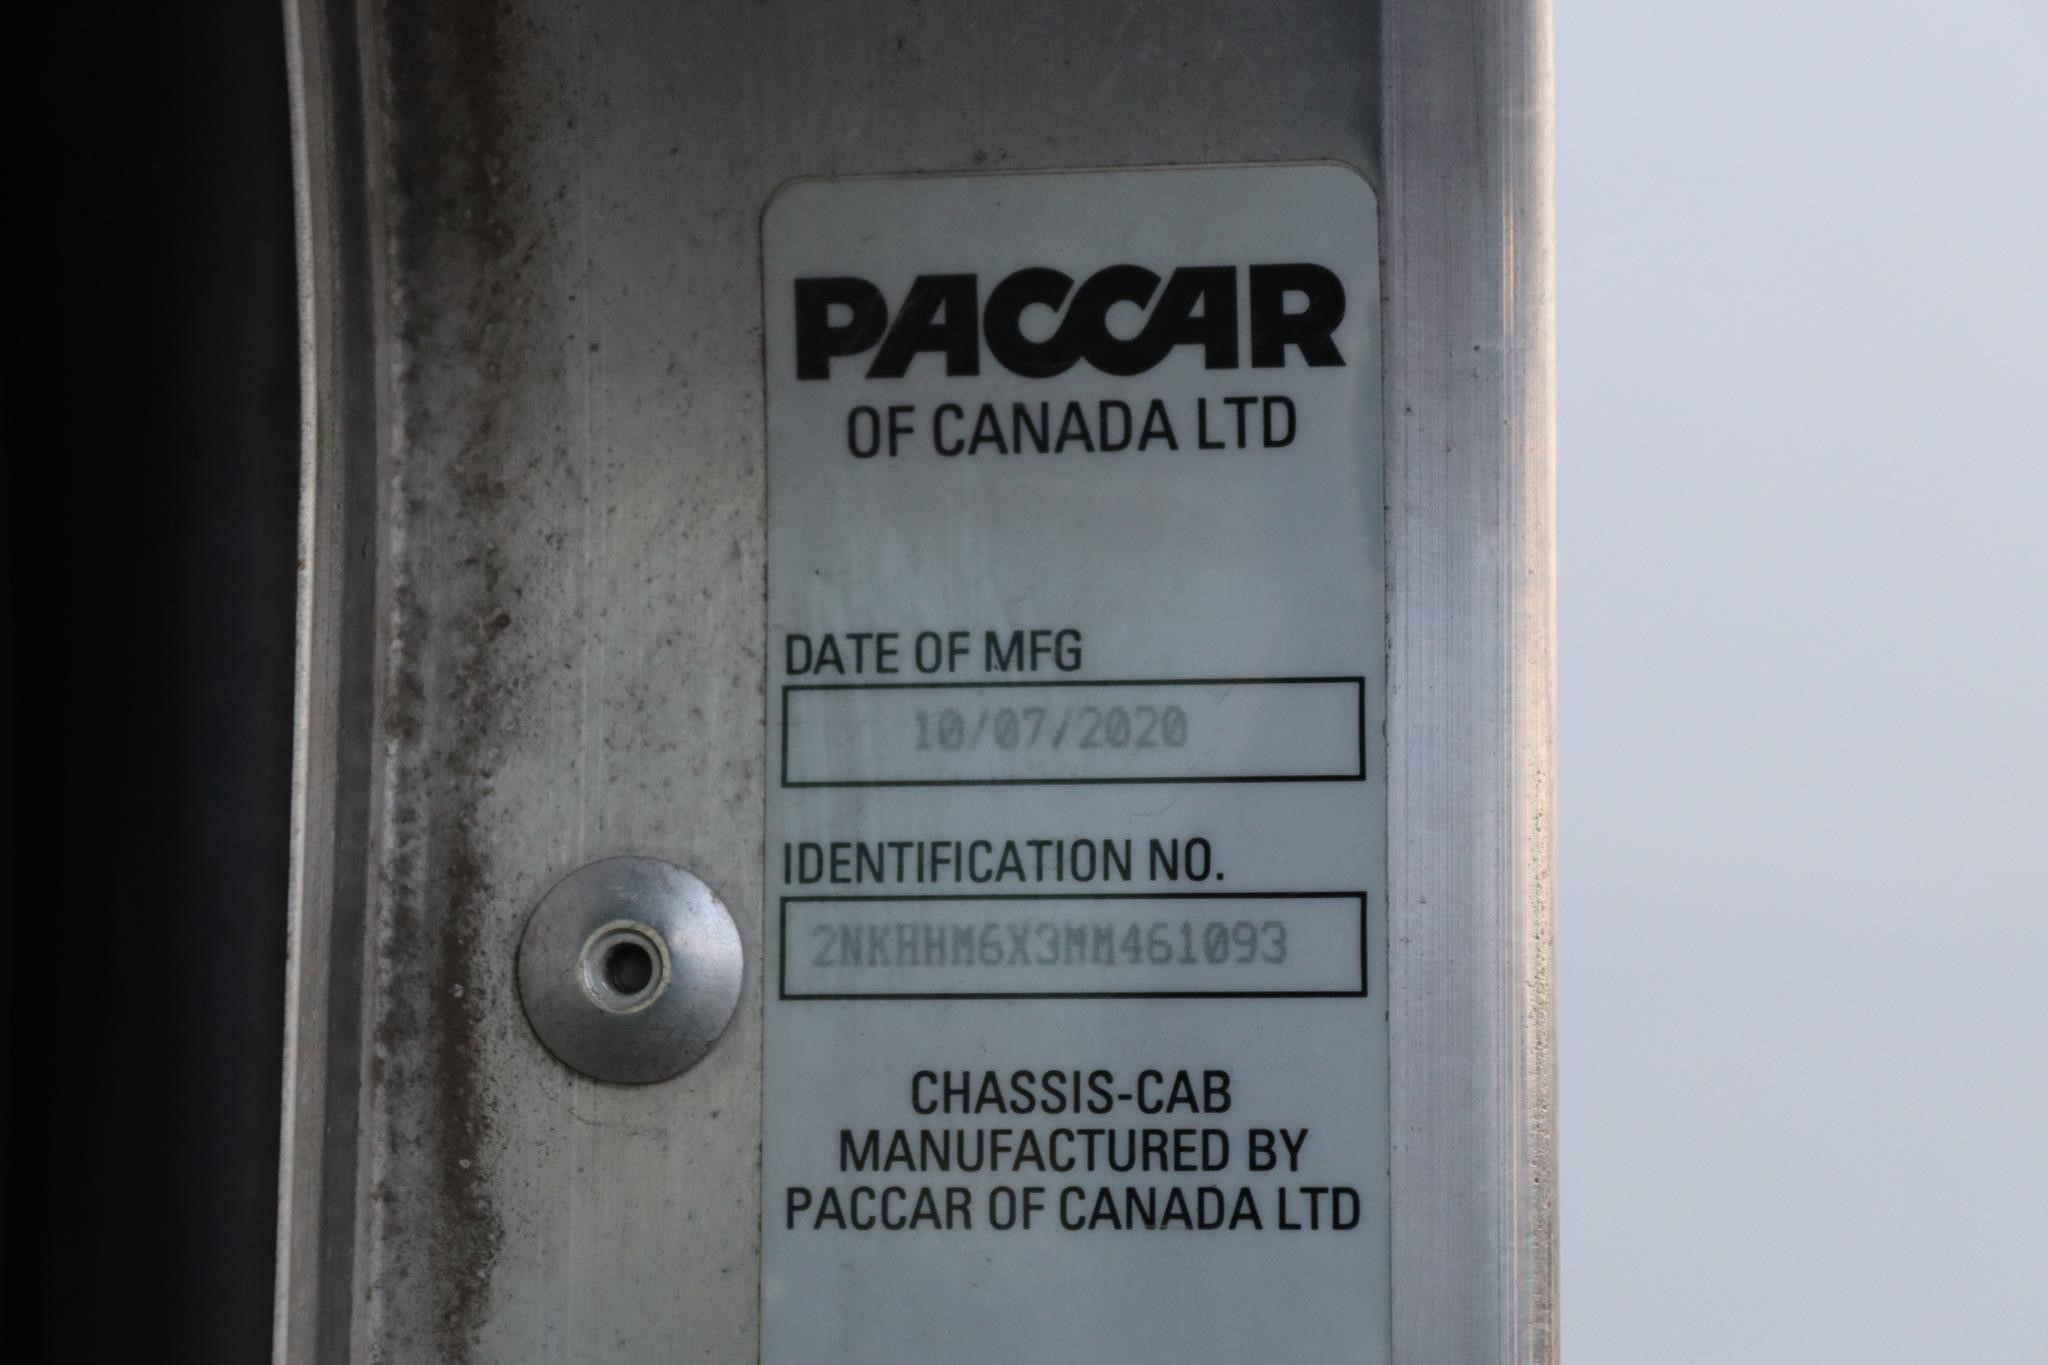 PACCAR
OF CANADA LTD
DATE OF MFG
10/07/2020
IDENTIFICATION NO.
2NKHHM6X3MM461093
CHASSIS-CAB
MANUFACTURED BY
PACCAR OF CANADA LTD